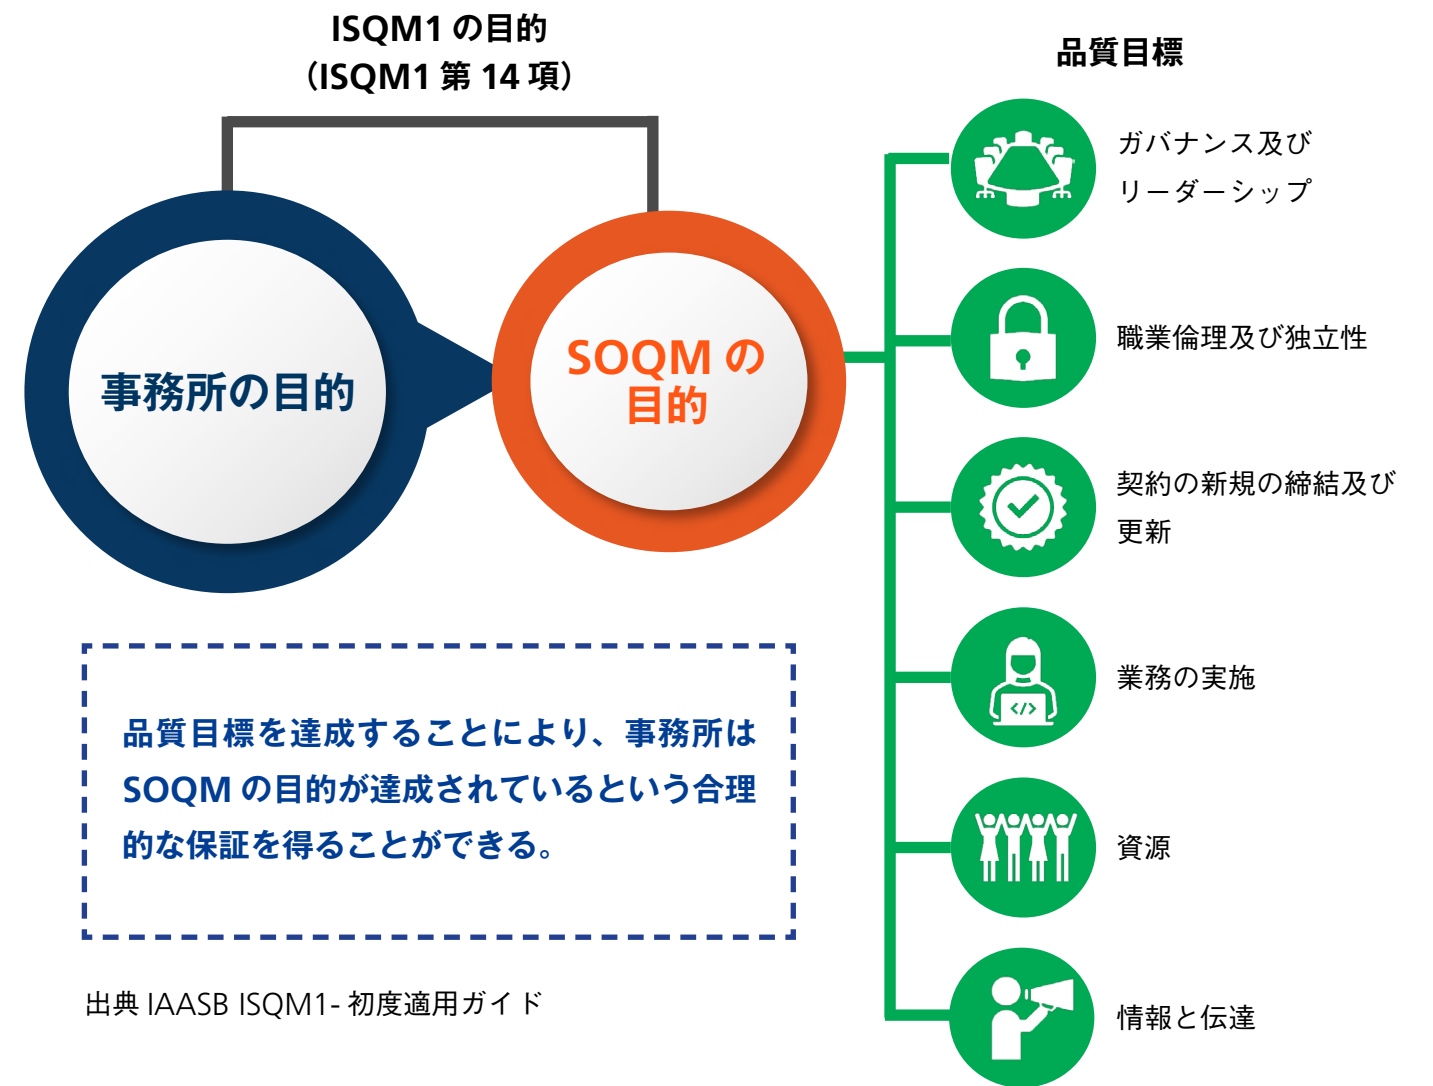 ISQM1 の目的
（ISQM1 第 14 項）
事務所の目的
SOQM の
目的
品質目標を達成することにより、事務所は
SOQM の目的が達成されているという合理
的な保証を得ることができる。
出典 IAASB ISQM1- 初度適用ガイド
品質目標
ガバナンス及び
リーダーシップ
職業倫理及び独立性
契約の新規の締結及び
更新
業務の実施
</>
資源
情報と伝達